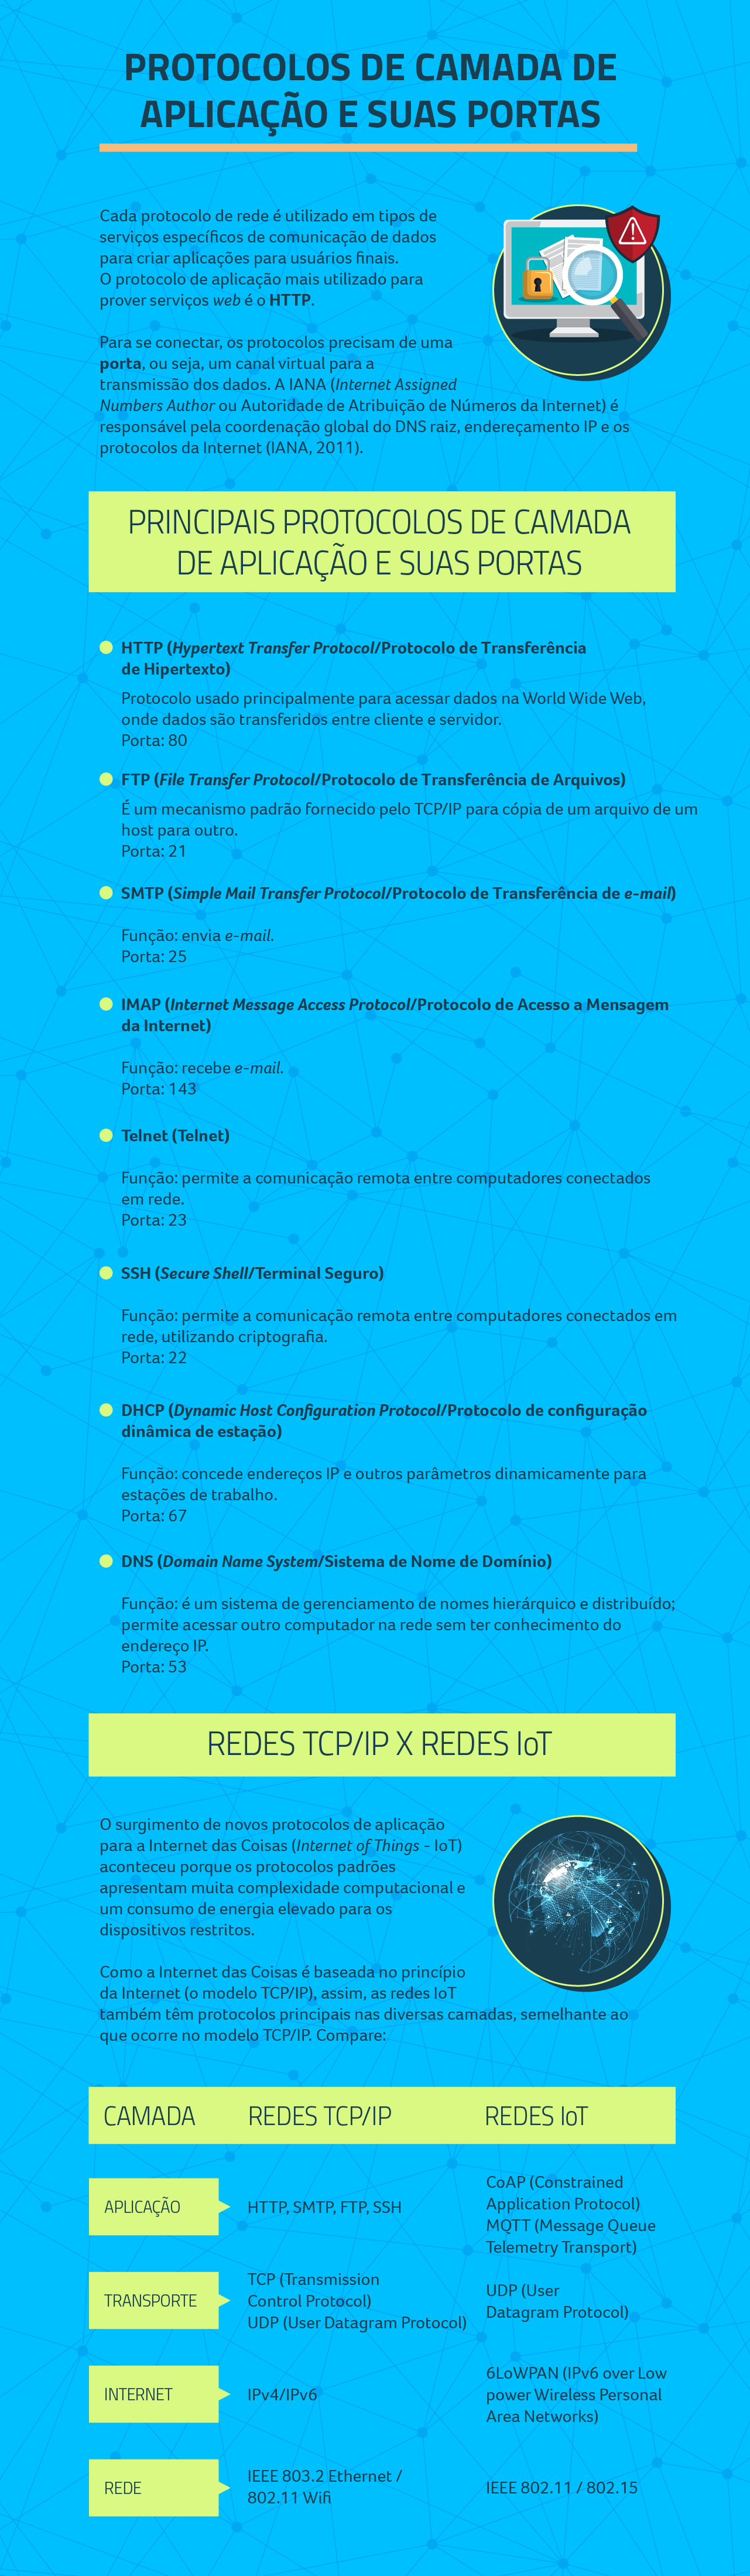 PROTOCOLOS DE CAMADA DE
APLICAÇÃO E SUAS PORTAS
Cada protocolo de rede é utilizado em tipos de
serviços específicos de comunicação de dados
para criar aplicações para usuários finais.
O protocolo de aplicação mais utilizado para
prover serviços web é o HTTP.
Para se conectar, os protocolos precisam de uma
porta, ou seja, um canal virtual para a
transmissão dos dados. A IANA (Internet Assigned
Numbers Author ou Autoridade de Atribuição de Números da Internet) é
responsável pela coordenação global do DNS raiz, endereçamento IP e os
protocolos da Internet (IANA, 2011).
PRINCIPAIS PROTOCOLOS DE CAMADA
DE APLICAÇÃO E SUAS PORTAS
HTTP (Hypertext Transfer Protocol/Protocolo de Transferência
de Hipertexto)
Protocolo usado principalmente para acessar dados na World Wide Web,
onde dados são transferidos entre cliente e servidor.
Porta: 80
FTP (File Transfer Protocol/Protocolo de Transferência de Arquivos)
É um mecanismo padrão fornecido pelo TCP/IP para cópia de um arquivo de um
host para outro.
Porta: 21
SMTP (Simple Mail Transfer Protocol/Protocolo de Transferência de e-mail)
Função: envia e-mail.
Porta: 25
IMAP (Internet Message Access Protocol/Protocolo de Acesso a Mensagem
da Internet)
Função: recebe e-mail.
Porta: 143
Telnet (Telnet)
Função: permite a comunicação remota entre computadores conectados
em rede.
Porta: 23
SSH (Secure Shell/Terminal Seguro)
Função: permite a comunicação remota entre computadores conectados em
rede, utilizando criptografia.
Porta: 22
DHCP (Dynamic Host Configuration Protocol/Protocolo de configuração
dinâmica de estação)
Função: concede endereços IP e outros parâmetros dinamicamente para
estações de trabalho.
Porta: 67
DNS (Domain Name System/Sistema de Nome de Domínio)
Função: é um sistema de gerenciamento de nomes hierárquico e distribuído;
permite acessar outro computador na rede sem ter conhecimento do
endereço IP.
Porta: 53
REDES TCP/IP X REDES IoT
O surgimento de novos protocolos de aplicação
para a Internet das Coisas (Internet of Things - IoT)
aconteceu porque os protocolos padrões
apresentam muita complexidade computacional e
um consumo de energia elevado para os
dispositivos restritos.
Como a Internet das Coisas é baseada no princípio
da Internet (o modelo TCP/IP), assim, as redes IoT
também têm protocolos principais nas diversas camadas, semelhante ao
que ocorre no modelo TCP/IP. Compare:
CAMADA REDES TCP/IP REDES IoT
APLICAÇÃO
HTTP, SMTP, FTP, SSH
CoAP (Constrained
Application Protocol)
MQTT (Message Queue
Telemetry Transport)
TRANSPORTE
TCP (Transmission
Control Protocol)
UDP (User Datagram Protocol)
UDP (User
Datagram Protocol)
INTERNET
IPv4/IPv6
6LoWPAN (IPv6 over Low
power Wireless Personal
Area Networks)
REDE
IEEE 803.2 Ethernet /
802.11 Wifi
IEEE 802.11 / 802.15